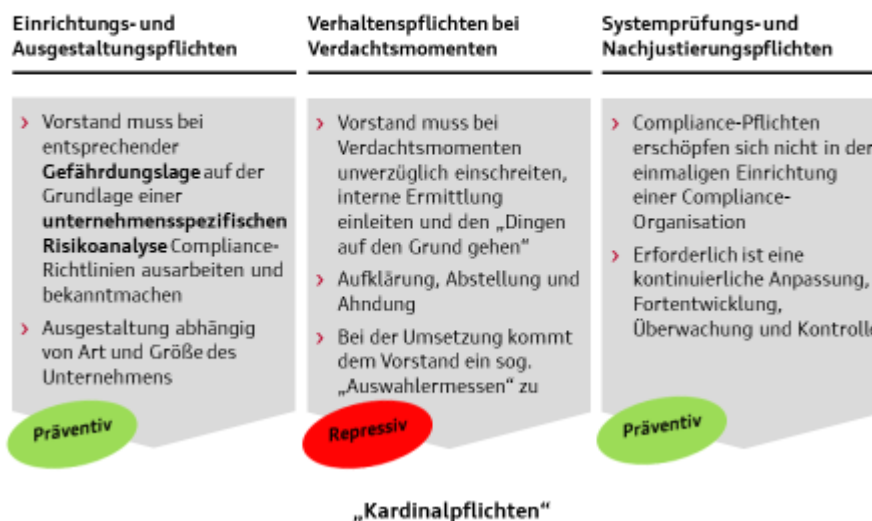 Einrichtungs- und
Ausgestaltungspflichten
› Vorstand muss bei
entsprechender
Gefährdungslage auf der
Grundlage einer
unternehmensspezifischen
Risikoanalyse Compliance-
Richtlinien ausarbeiten und
bekanntmachen
› Ausgestaltung abhängig
von Art und Größe des
Unternehmens
Präventiv
Verhaltenspflichten bei
Verdachtsmomenten
› Vorstand muss bei
Verdachtsmomenten
unverzüglich einschreiten,
interne Ermittlung
einleiten und den „Dingen
auf den Grund gehen“
› Aufklärung, Abstellung und
Ahndung
› Bei der Umsetzung kommt
dem Vorstand ein sog.
„Auswahlermessen“ zu
Repressiv
Systemprüfungs- und
Nachjustierungspflichten
› Compliance-Pflichten
erschöpfen sich nicht in der
einmaligen Einrichtung
einer Compliance-
Organisation
› Erforderlich ist eine
kontinuierliche Anpassung,
Fortentwicklung,
Überwachung und Kontrolle
Präventiv
„Kardinalpflichten“